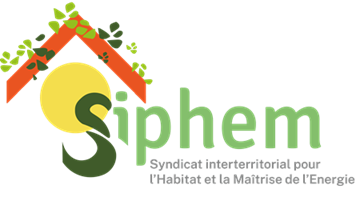 Siphem
Syndicat interterritorial pour
l'Habitat et la Maîtrise de l'Energie